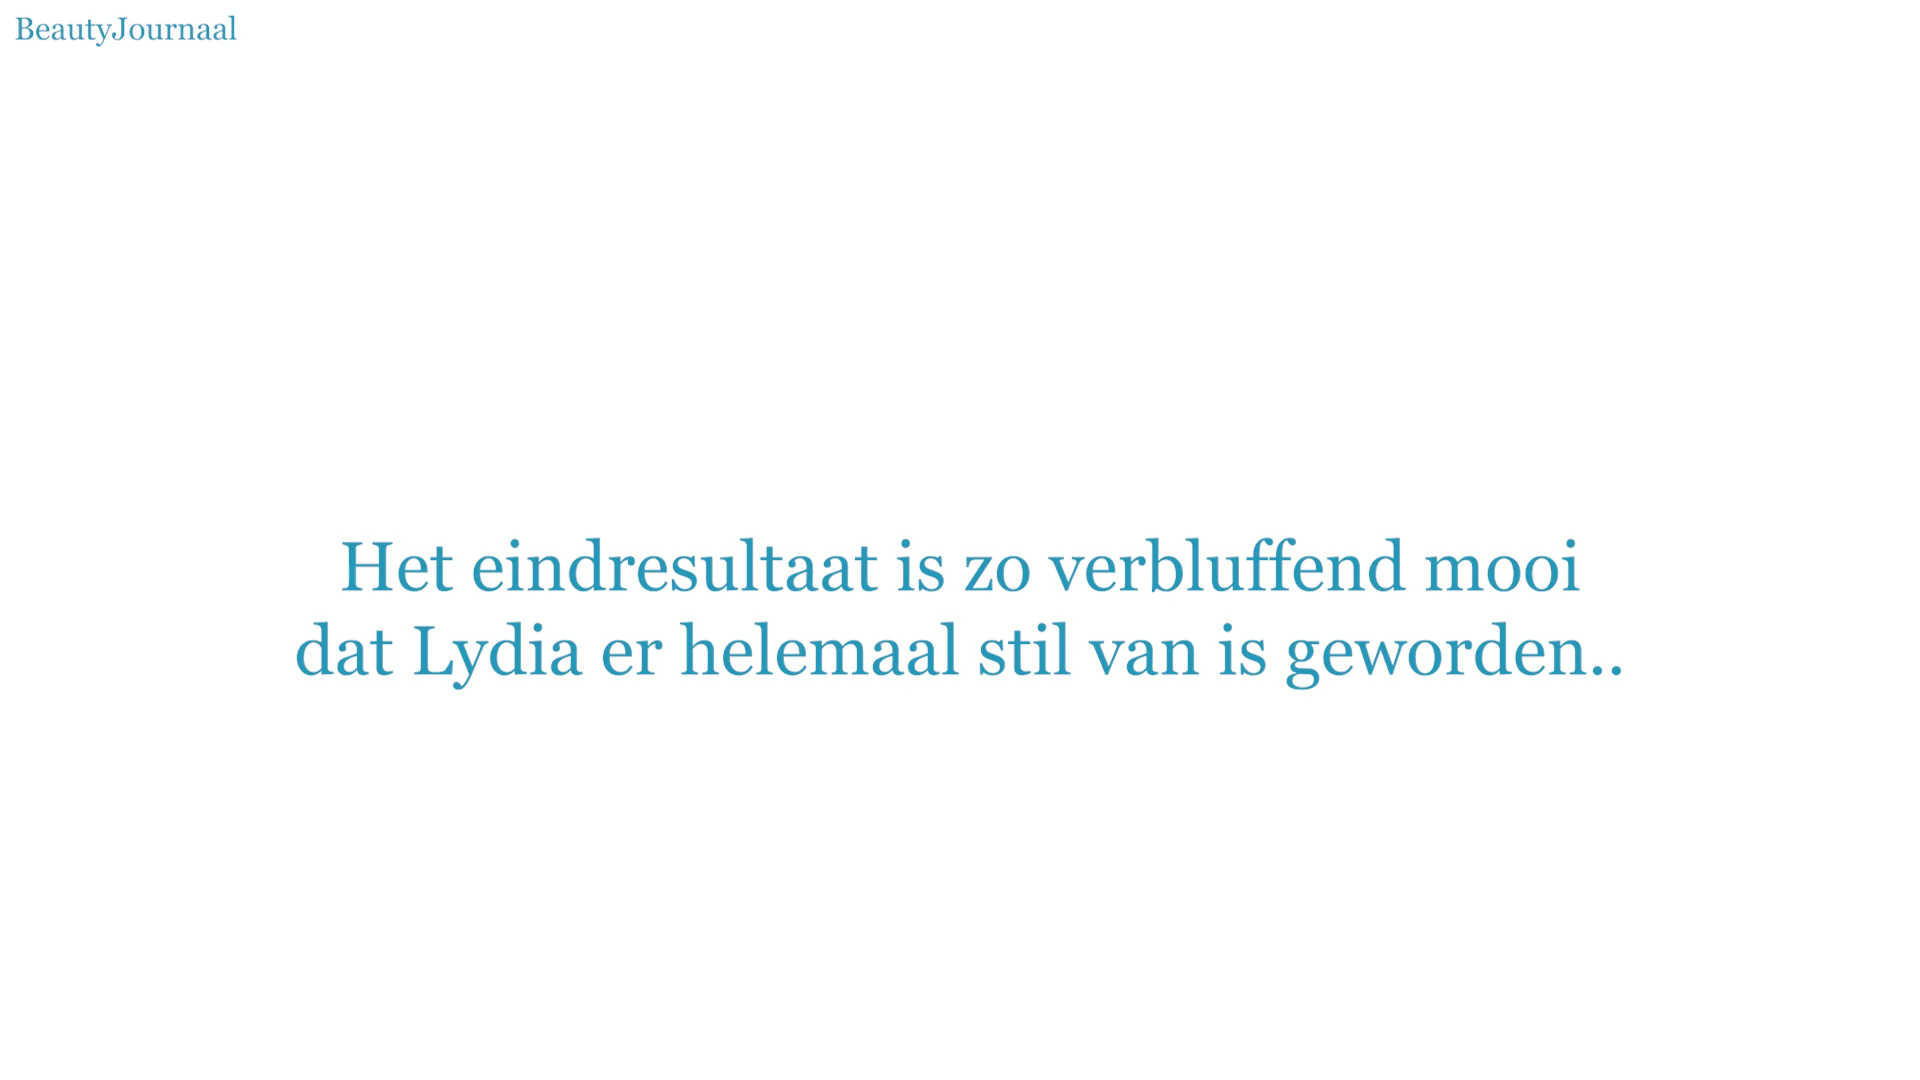 BeautyJournaal
Het eindresultaat is zo verbluffend mooi
dat Lydia er helemaal stil van is geworden..